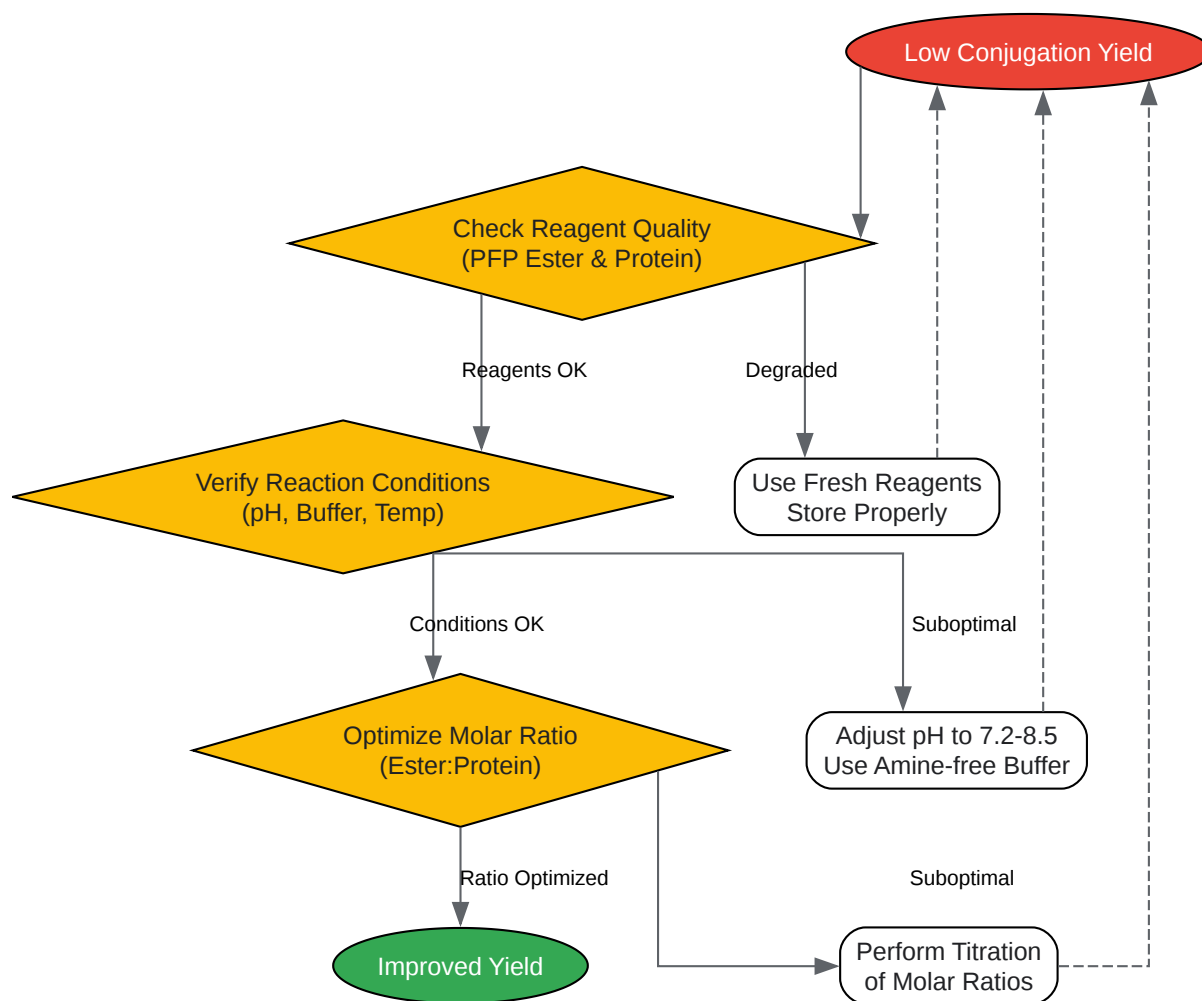 Low Conjugation Yield
Check Reagent Quality
(PFP Ester & Protein)
Reagents OK
Degraded
Verify Reaction Conditions
(pH, Buffer, Temp)
Use Fresh Reagents
Store Properly
Conditions OK
Suboptimal
Optimize Molar Ratio
(Ester:Protein)
Adjust pH to 7.2-8.5
Use Amine-free Buffer
Ratio Optimized
Suboptimal
Improved Yield
Perform Titration
of Molar Ratios